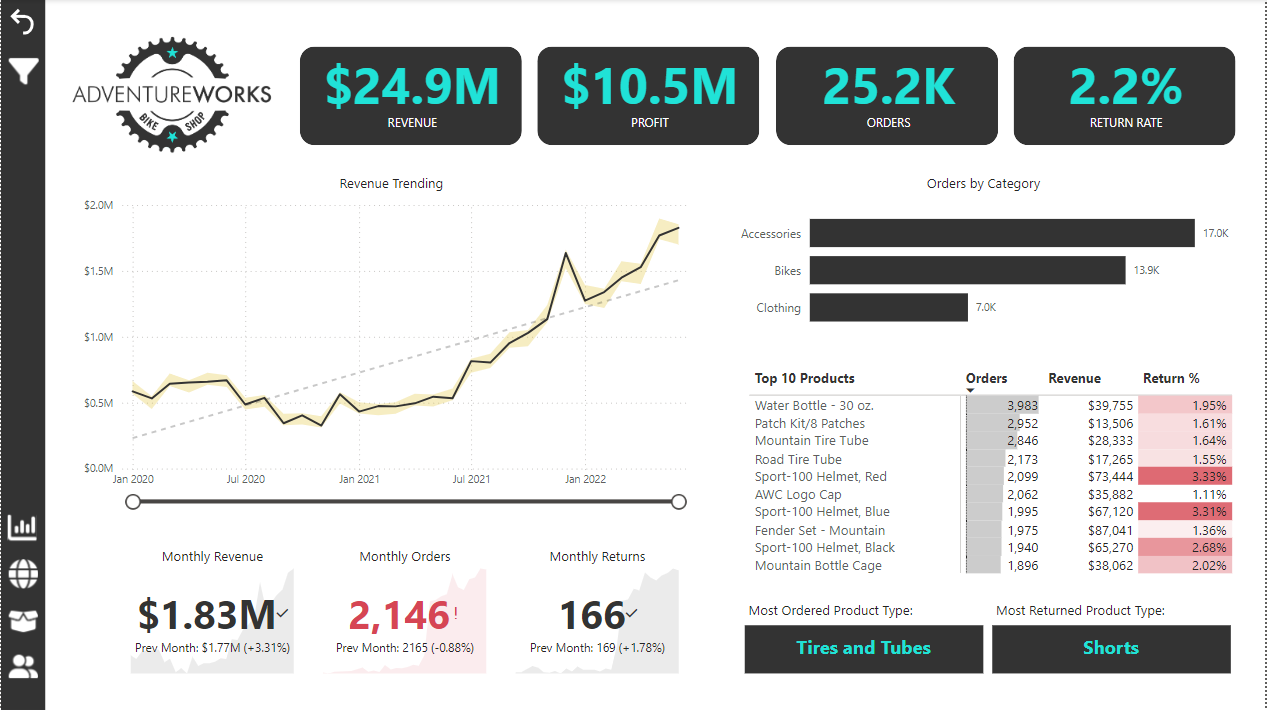 ADVENTUREWORKS
BIKE SHOP
$24.9M
REVENUE
$10.5M
PROFIT
25.2K
ORDERS
2.2%
RETURN RATE
Revenue Trending
$2.0M
$1.5M
$1.0M
$0.5M
$0.0M
Jan 2020 Jul 2020 Jan 2021 Jul 2021 Jan 2022
Orders by Category
Accessories 17.0K
Bikes 13.9K
Clothing 7.0K
Top 10 Products Orders Revenue Return %
Water Bottle - 30 oz. 3,983 $39,755 1.95%
Patch Kit/8 Patches 2,952 $13,506 1.61%
Mountain Tire Tube 2,846 $28,333 1.64%
Road Tire Tube 2,173 $17,265 1.55%
Sport-100 Helmet, Red 2,099 $73,444 3.33%
AWC Logo Cap 2,062 $35,882 1.11%
Sport-100 Helmet, Blue 1,995 $67,120 3.31%
Fender Set - Mountain 1,975 $87,041 1.36%
Sport-100 Helmet, Black 1,940 $65,270 2.68%
Mountain Bottle Cage 1,896 $38,062 2.02%
Monthly Revenue
$1.83M
Prev Month: $1.77M (+3.31%)
Monthly Orders
2,146!
Prev Month: 2165 (-0.88%)
Monthly Returns
166
Prev Month: 169 (+1.78%)
Most Ordered Product Type:
Tires and Tubes
Most Returned Product Type:
Shorts